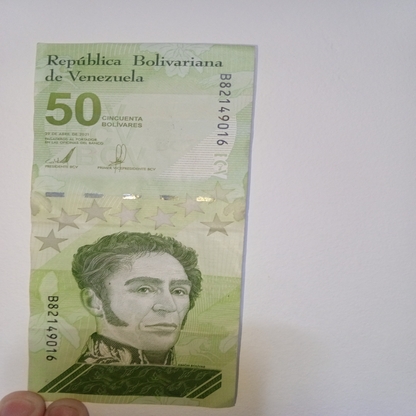 República Bolivariana
de Venezuela
50
CINCUENTA
BOLÍVARES
B82149016
B82149016